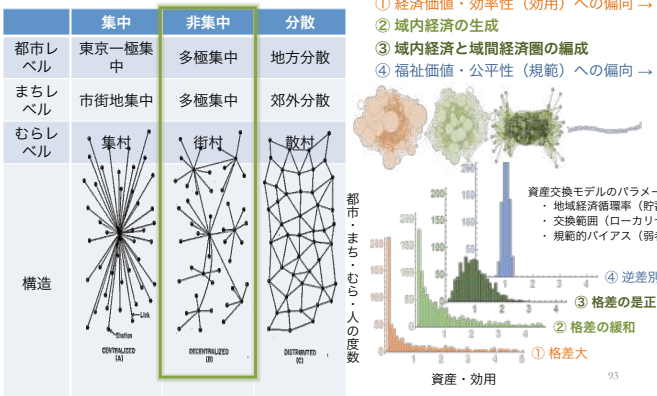 集中 非集中 分散
都市レベル 東京一極集中 多極集中 地方分散
まちレベル 市街地集中 多極集中 郊外分散
むらレベル 集村 街村 散村
構造
Link
Station
CENTRALIZED
(A)
DECENTRALIZED
(B)
DISTRIBUTED
(C)
① 経済価値・効率性（効用）への偏向 →
② 域内経済の生成
③ 域内経済と域間経済圏の編成
④ 福祉価値・公平性（規範）への偏向 →
資産交換モデルのパラメー
・ 地域経済循環率（貯
・ 交換範囲（ローカリ
・ 規範的バイアス（弱
都市・まち・むら・人の度数
④ 逆差別
③ 格差の是正
② 格差の緩和
① 格差大
資産・効用
93